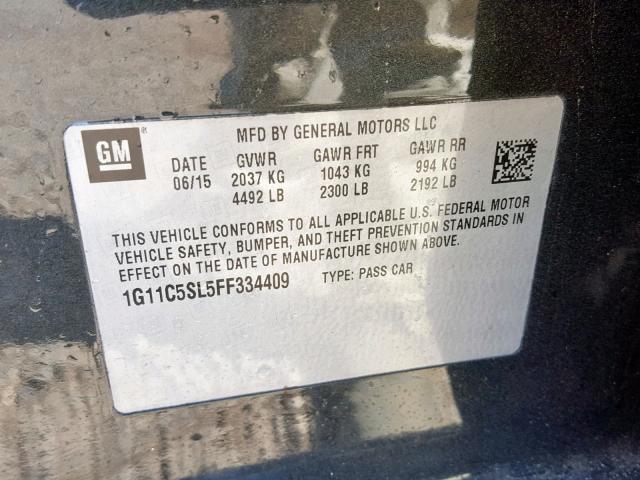 GM
MFD BY GENERAL MOTORS LLC
DATE GVWR GAWR FRT GAWR RR
06/15 2037 KG 1043 KG 994 KG
4492 LB 2300 LB 2192 LB
THIS VEHICLE CONFORMS TO ALL APPLICABLE U.S. FEDERAL MOTOR
VEHICLE SAFETY, BUMPER, AND THEFT PREVENTION STANDARDS IN
EFFECT ON THE DATE OF MANUFACTURE SHOWN ABOVE.
1G11C5SL5FF334409 TYPE: PASS CAR